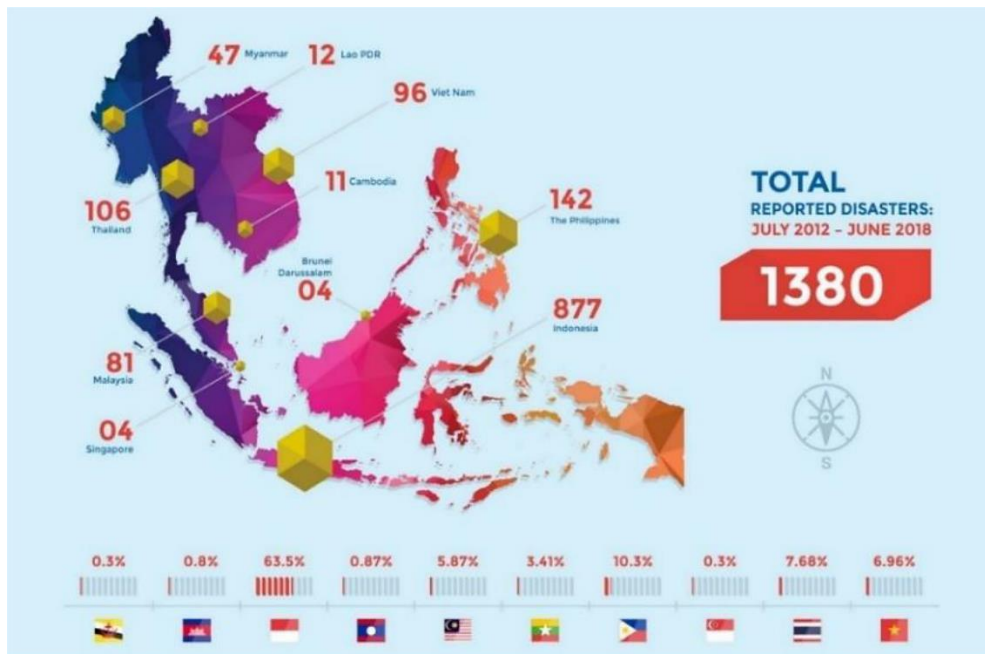 47 Myanmar
12 Lao PDR
96 Viet Nam
11 Cambodia
106
Thailand
142
The Philippines
Brunei
Darussalam
04
877
Indonesia
81
Malaysia
04
Singapore
TOTAL
REPORTED DISASTERS:
JULY 2012 - JUNE 2018
1380
N
S
0.3% 0.8% 63.5% 0.87% 5.87% 3.41% 10.3% 0.3% 7.68% 6.96%